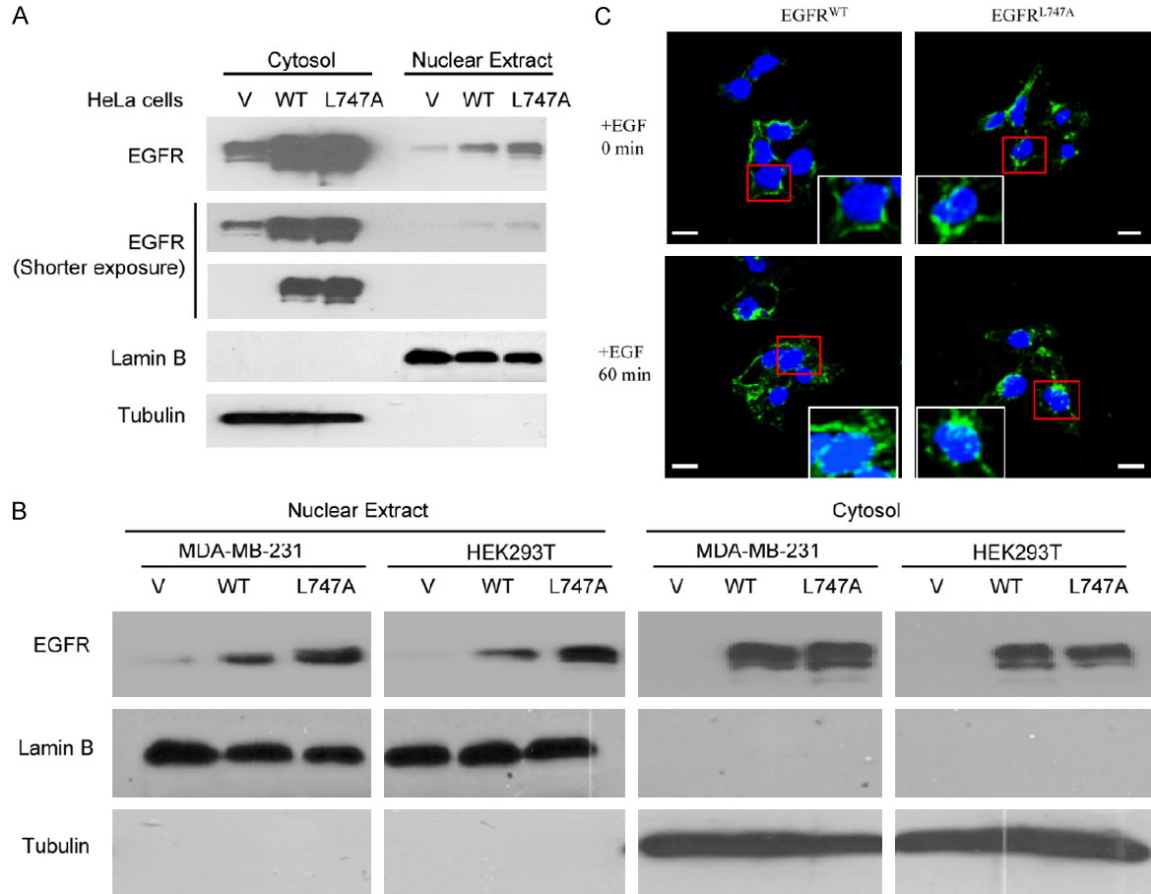 A
Cytosol Nuclear Extract
HeLa cells V WT L747A V WT L747A
EGFR
EGFR
(Shorter exposure)
Lamin B
Tubulin
C
EGFRWT EGFRL747A
+EGF
0 min
+EGF
60 min
B
Nuclear Extract Cytosol
MDA-MB-231 HEK293T MDA-MB-231 HEK293T
V WT L747A V WT L747A V WT L747A V WT L747A
EGFR
Lamin B
Tubulin